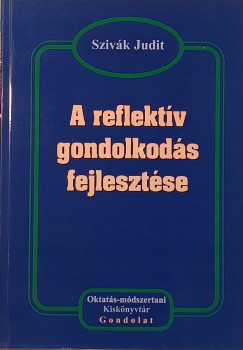 Szivák Judit
A reflektív
gondolkodás
fejlesztése
Oktatás-módszertani
Kiskönyvtár
Gondolat